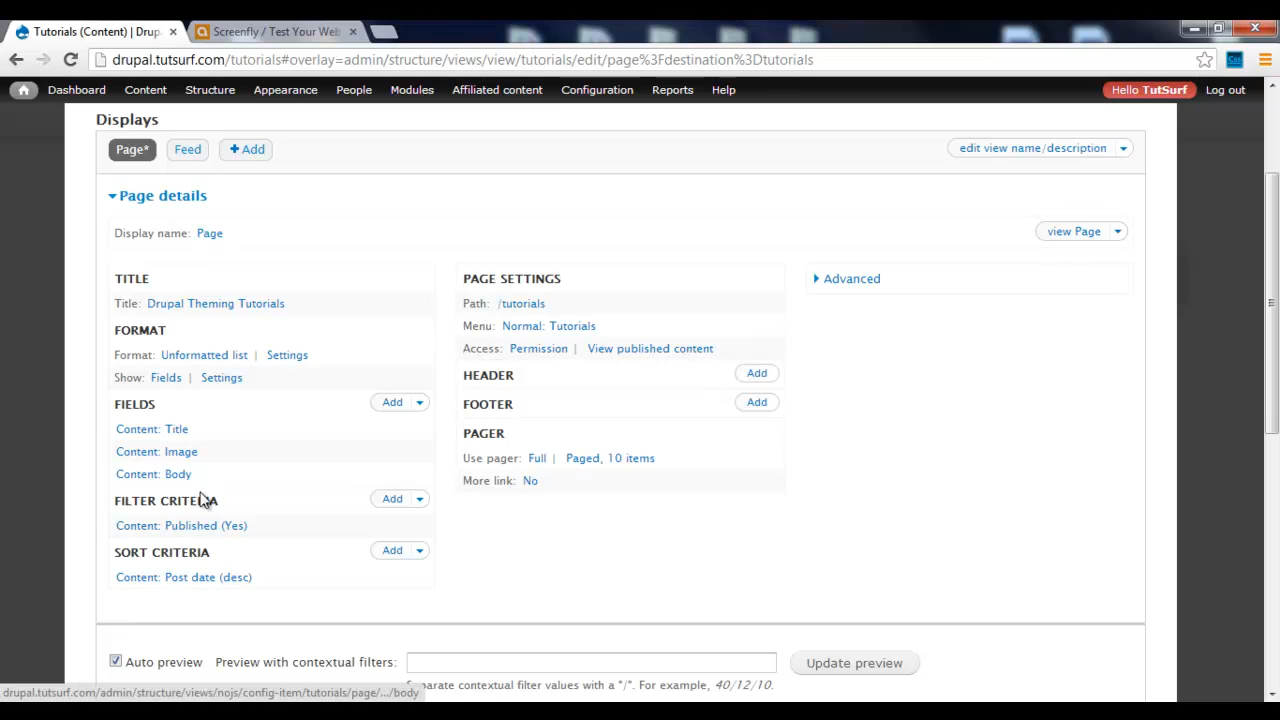 Tutorials (Content) | Drup
Screenfly / Test Your Web
drupal.tutsurf.com/tutorials#overlay=admin/structure/views/view/tutorials/edit/page%3Fdestination%3Dtutorials
Dashboard Content Structure Appearance People Modules Affiliated content Configuration Reports Help Hello TutSurf Log out
Displays
Page* Feed +Add edit view name/description
Page details
Display name: Page view Page
TITLE
Title: Drupal Theming Tutorials
FORMAT
Format: Unformatted list | Settings
Show: Fields | Settings
FIELDS Add
Content: Title
Content: Image
Content: Body
FILTER CRITERIA Add
Content: Published (Yes)
SORT CRITERIA Add
Content: Post date (desc)
PAGE SETTINGS
Path: /tutorials
Menu: Normal: Tutorials
Access: Permission | View published content
HEADER Add
FOOTER Add
PAGER
Use pager: Full | Paged, 10 items
More link: No
Advanced
Auto preview Preview with contextual filters: Update preview
eparate contextual filter values with a "/". For example, 40/12/10.
drupal.tutsurf.com/admin/structure/views/nojs/config-item/tutorials/page/.../body